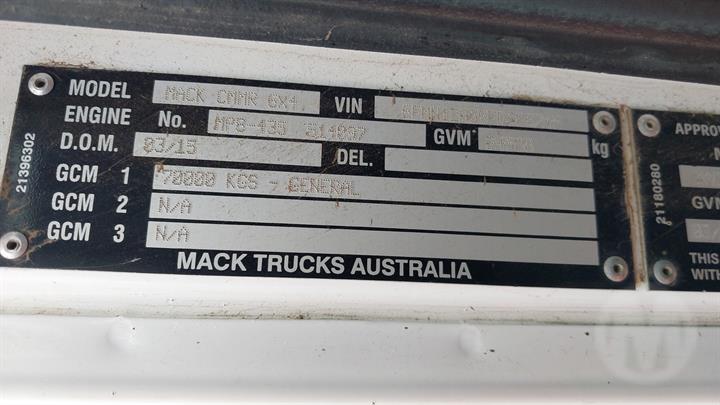 MODEL MACK CMMR 6X4 VIN
ENGINE No. MP8-435 GVM* kg
D.O.M. 03/15 DEL.
GCM 1 70000 KGS - GENERAL
GCM 2 N/A
GCM 3 N/A
MACK TRUCKS AUSTRALIA
21396302
21180280
APPRO
GVM
THIS
WITH